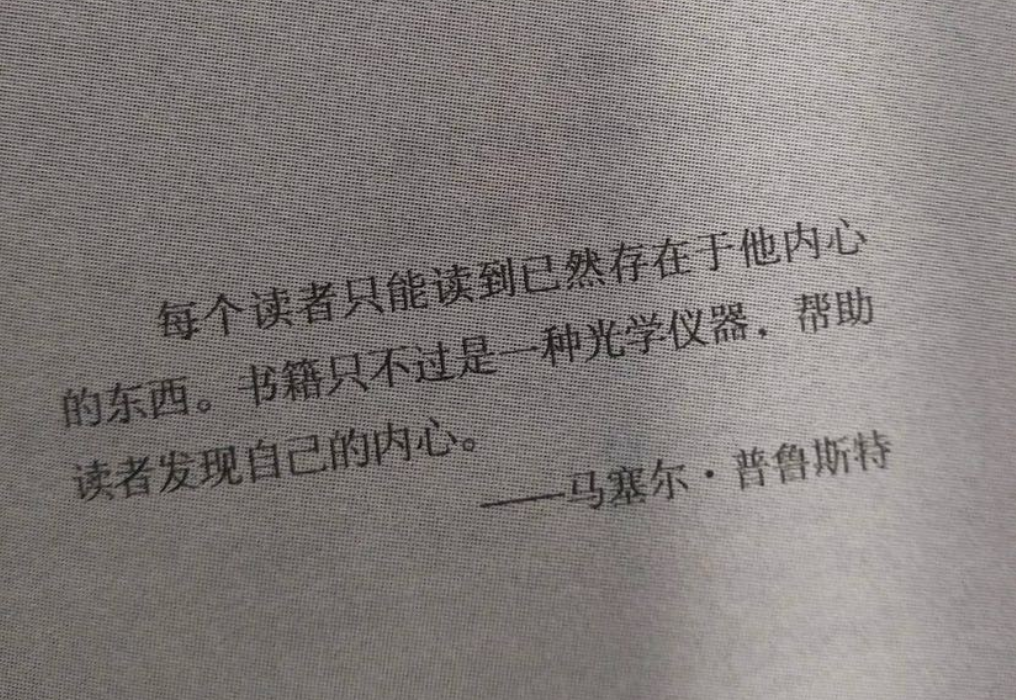 每个读者只能读到已然存在于他内心
的东西。书籍只不过是一种光学仪器，帮助
读者发现自己的内心。
——马塞尔·普鲁斯特